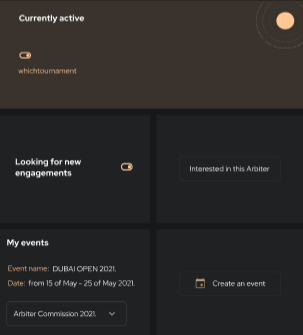 Currently active
whichtournament
Looking for new
engagements
Interested in this Arbiter
My events
Event name: DUBAI OPEN 2021.
Date: from 15 of May - 25 of May 2021.
Arbiter Commission 2021.
Create an event